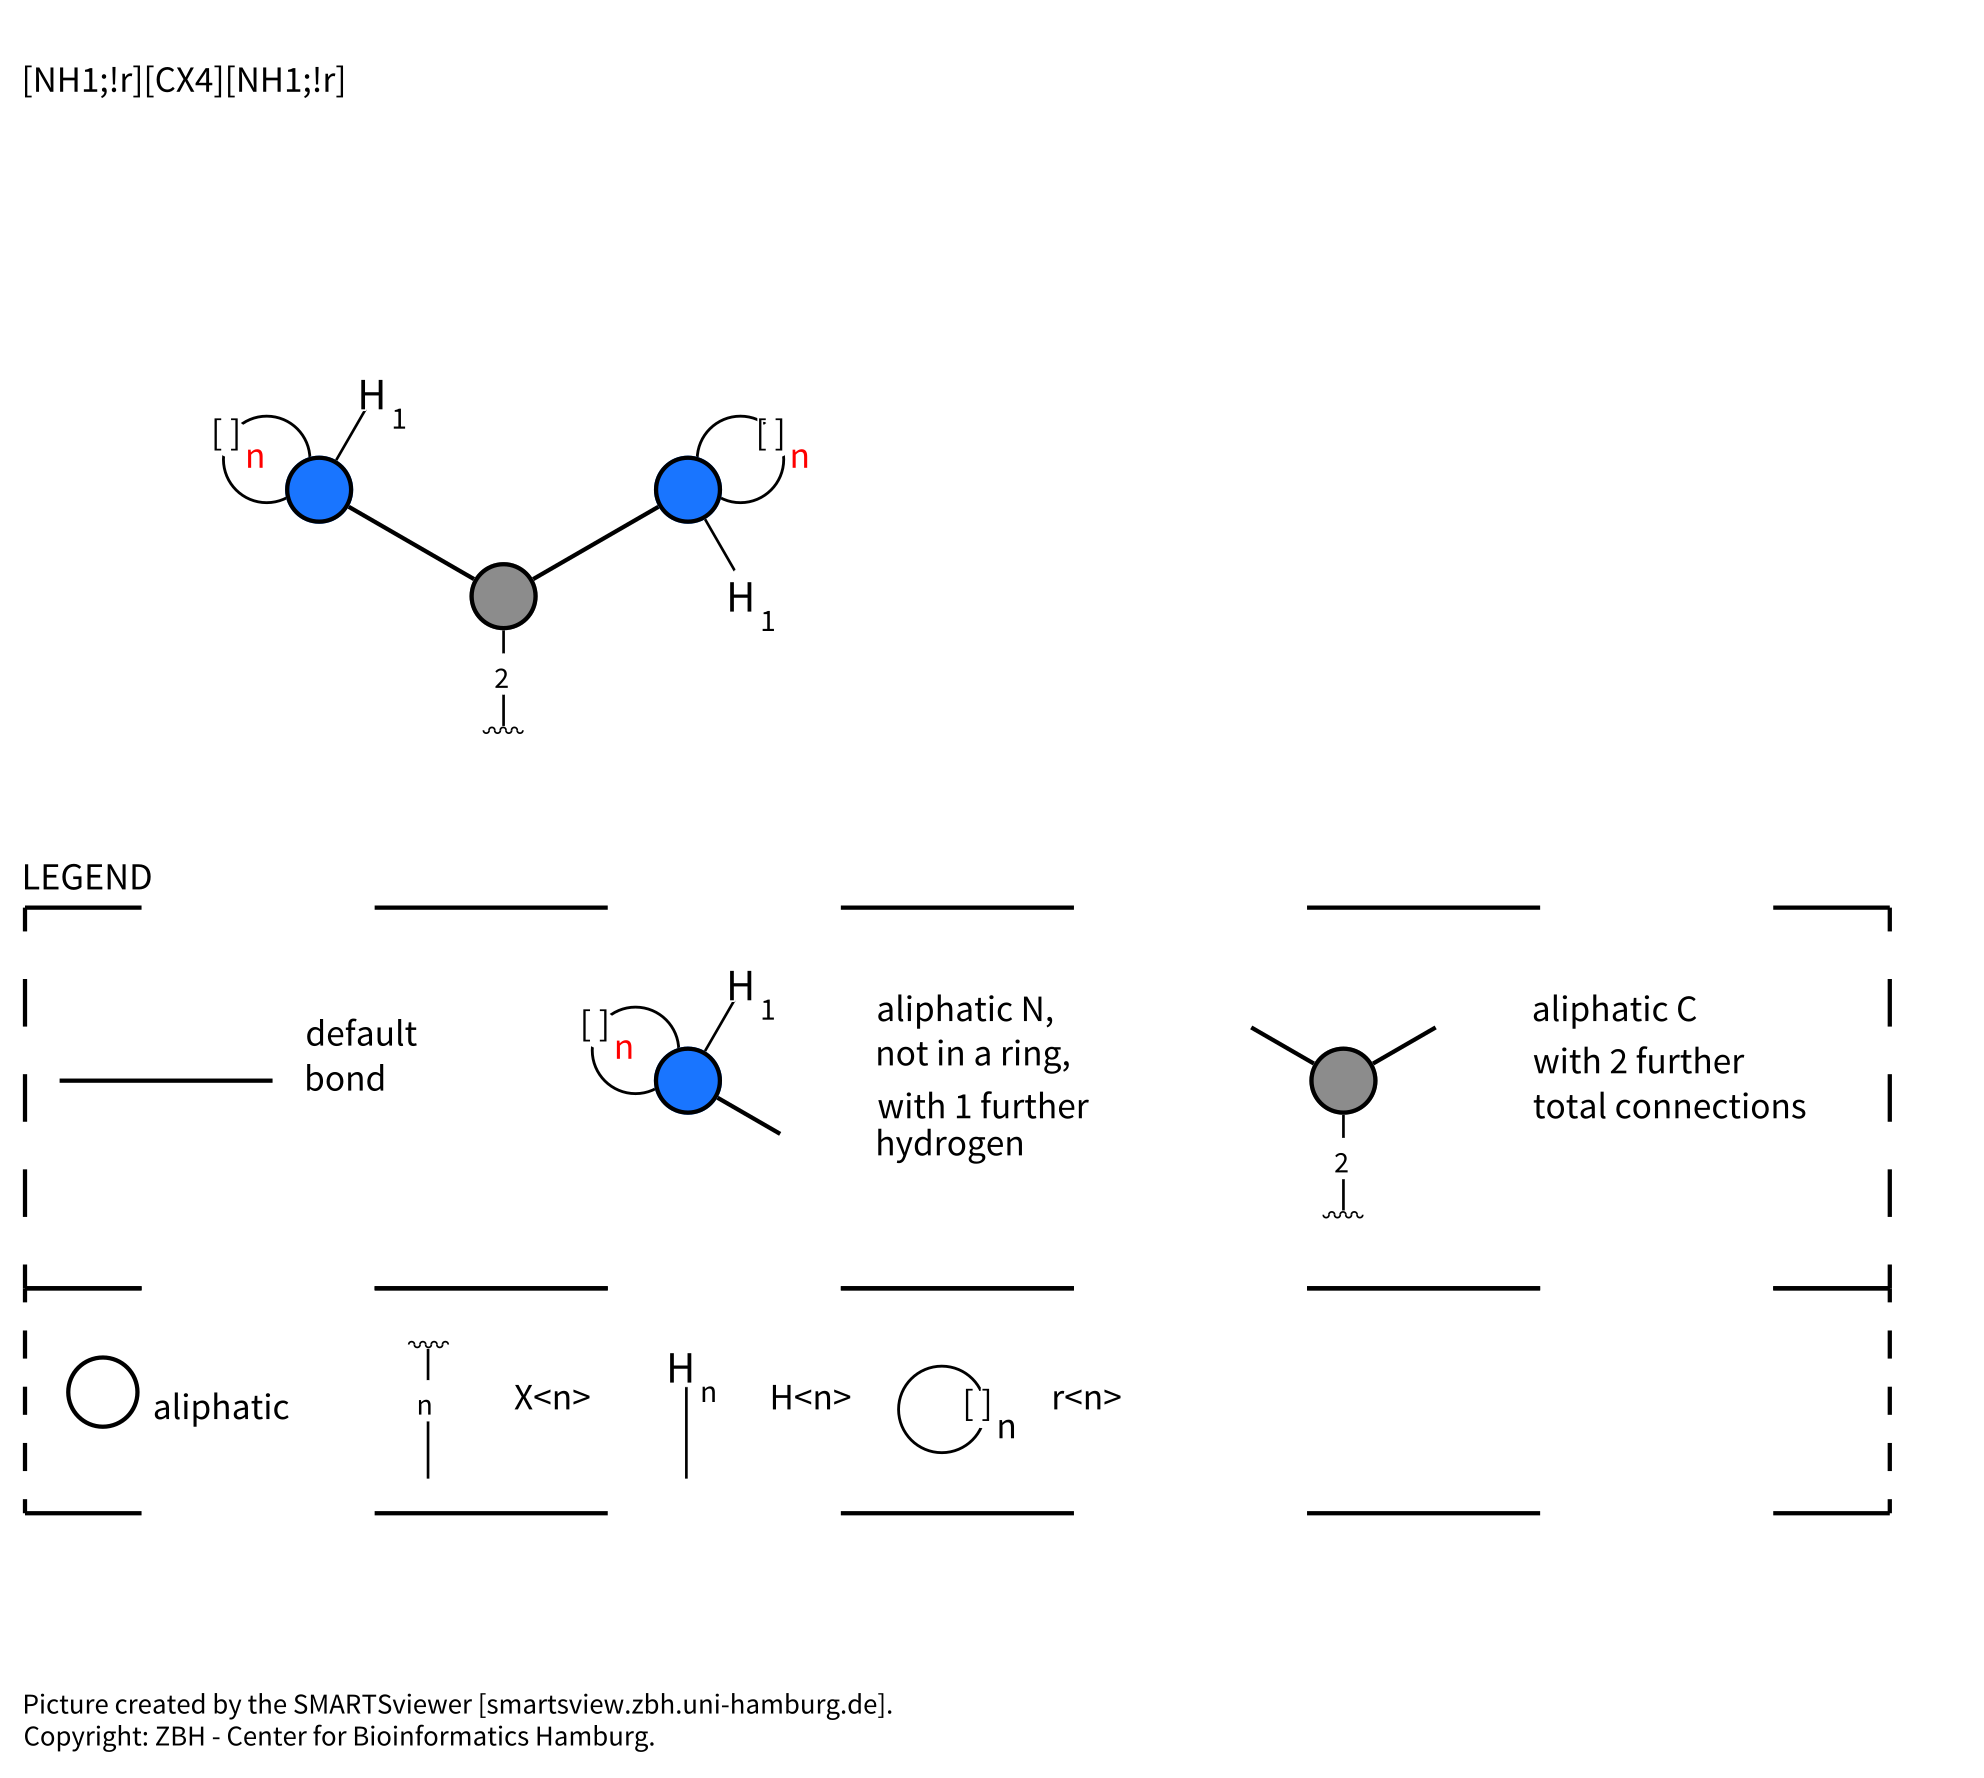 [NH1;!r][CX4][NH1;!r]
H 1
[ ] n
[ ] n
H 1
2
LEGEND
default
bond
H 1
[ ] n
aliphatic N,
not in a ring,
with 1 further
hydrogen
2
aliphatic C
with 2 further
total connections
aliphatic
n
X<n>
H n
H<n>
[ ] n
r<n>
Picture created by the SMARTSviewer [smartsview.zbh.uni-hamburg.de].
Copyright: ZBH - Center for Bioinformatics Hamburg.